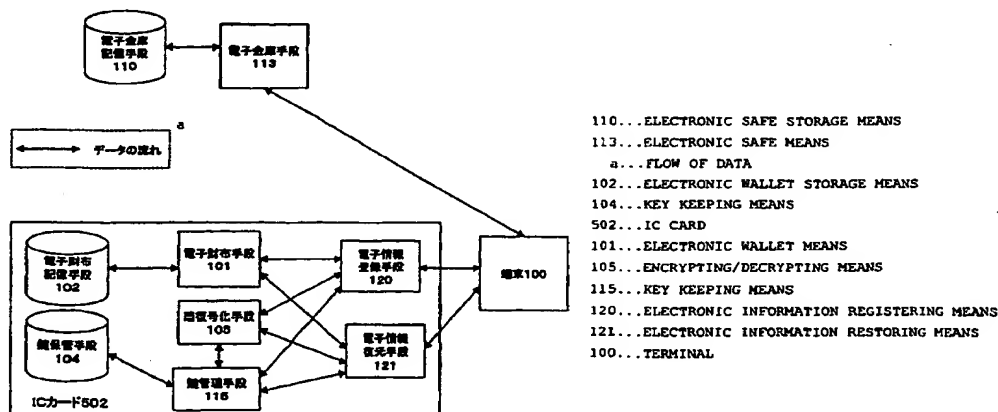 電子金庫
記憶手段
110
電子金庫手段
113
a
データの流れ
電子財布
記憶手段
102
電子財布手段
101
電子情報
登録手段
120
端末100
暗復号化手段
105
鍵保管手段
104
電子情報
復元手段
121
鍵管理手段
115
ICカード502
110...ELECTRONIC SAFE STORAGE MEANS
113...ELECTRONIC SAFE MEANS
a...FLOW OF DATA
102...ELECTRONIC WALLET STORAGE MEANS
104...KEY KEEPING MEANS
502...IC CARD
101...ELECTRONIC WALLET MEANS
105...ENCRYPTING/DECRYPTING MEANS
115...KEY KEEPING MEANS
120...ELECTRONIC INFORMATION REGISTERING MEANS
121...ELECTRONIC INFORMATION RESTORING MEANS
100...TERMINAL